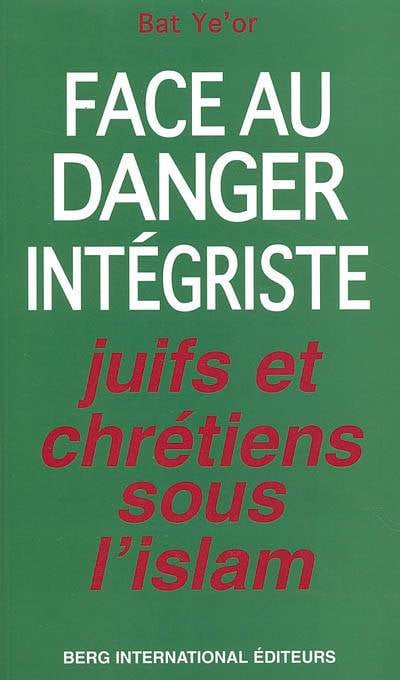 Bat Ye'or
FACE AU
DANGER
INTÉGRISTE
juifs et
chrétiens
sous
l'islam
BERG INTERNATIONAL ÉDITEURS